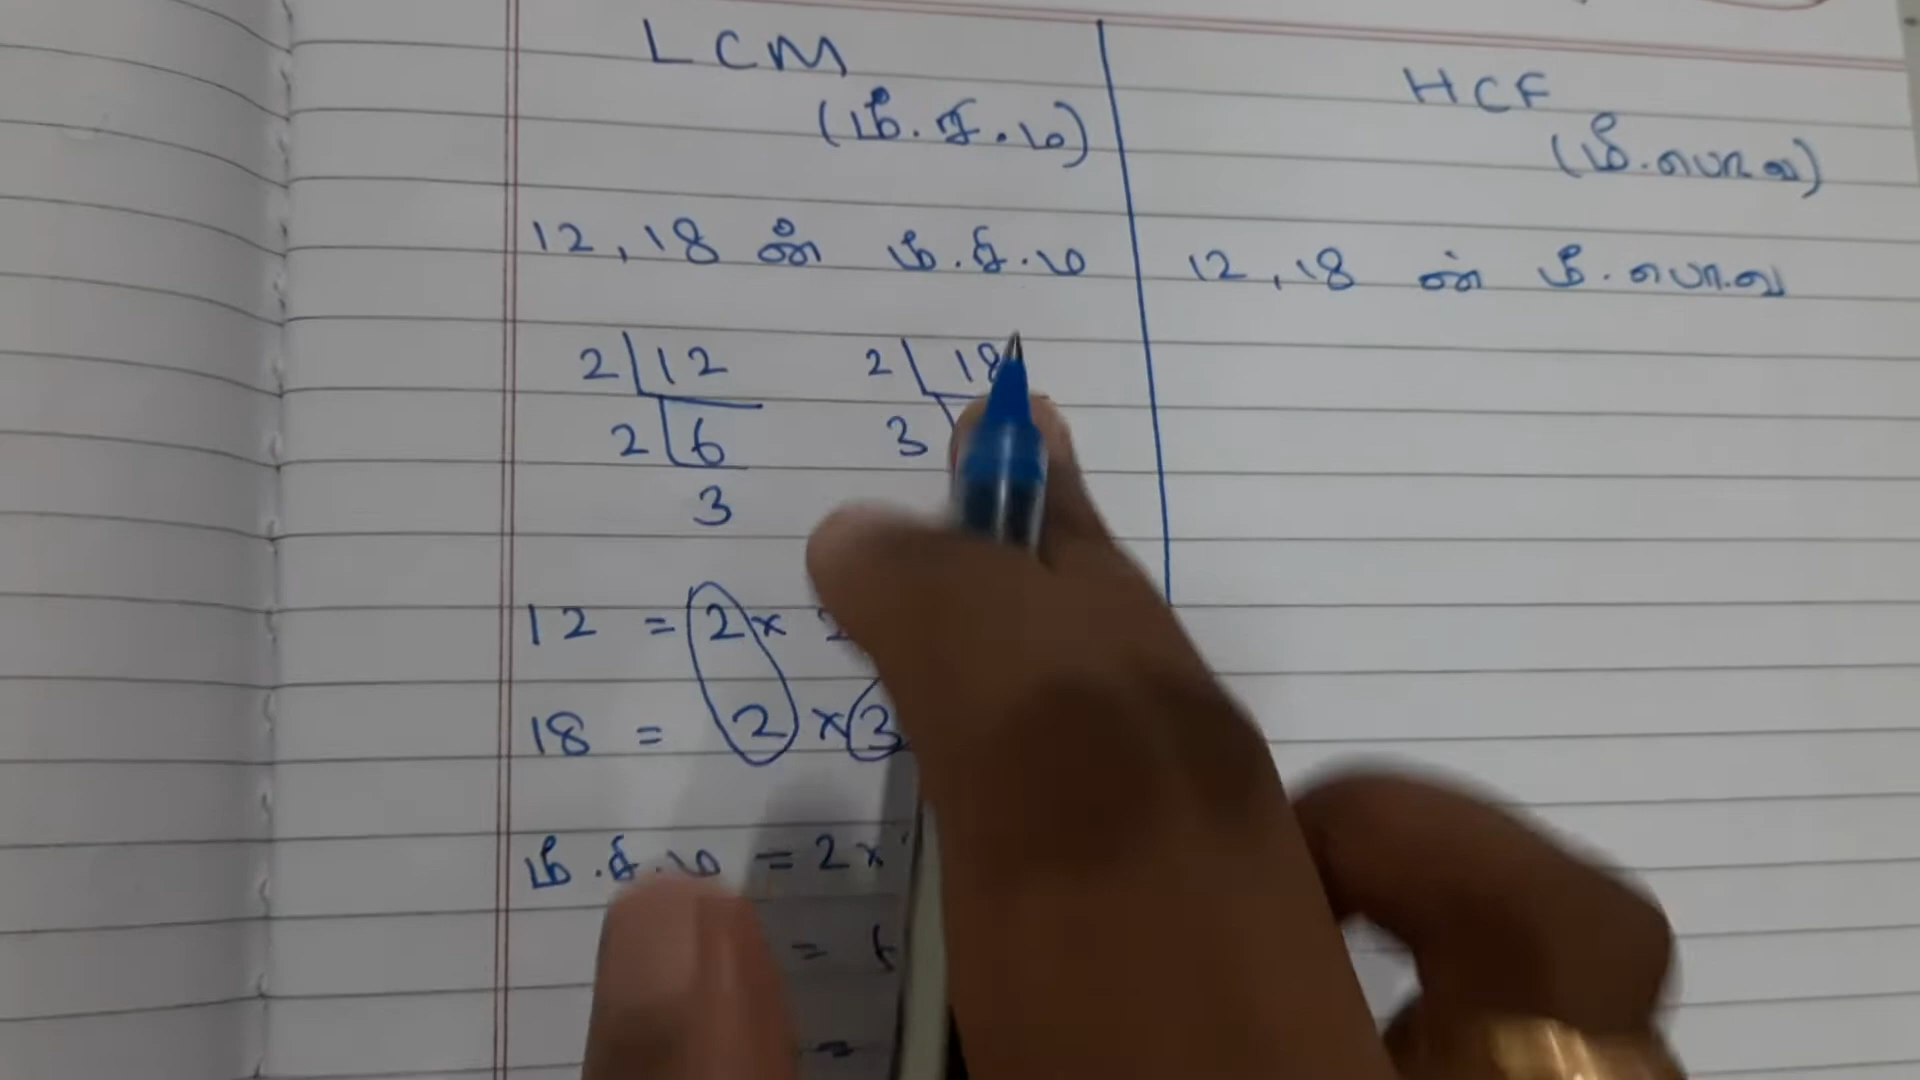 LCM
(மீ.சி.ம)
12, 18 ன் மீ.சி.ம
2 12
2 6
3
2 18
3
12 = 2 x 2
18 = 2 x 3
மீ.சி.ம = 2 x
=
=
HCF
(மீ.பொ.வ)
12, 18 ன் மீ.பொ.வ